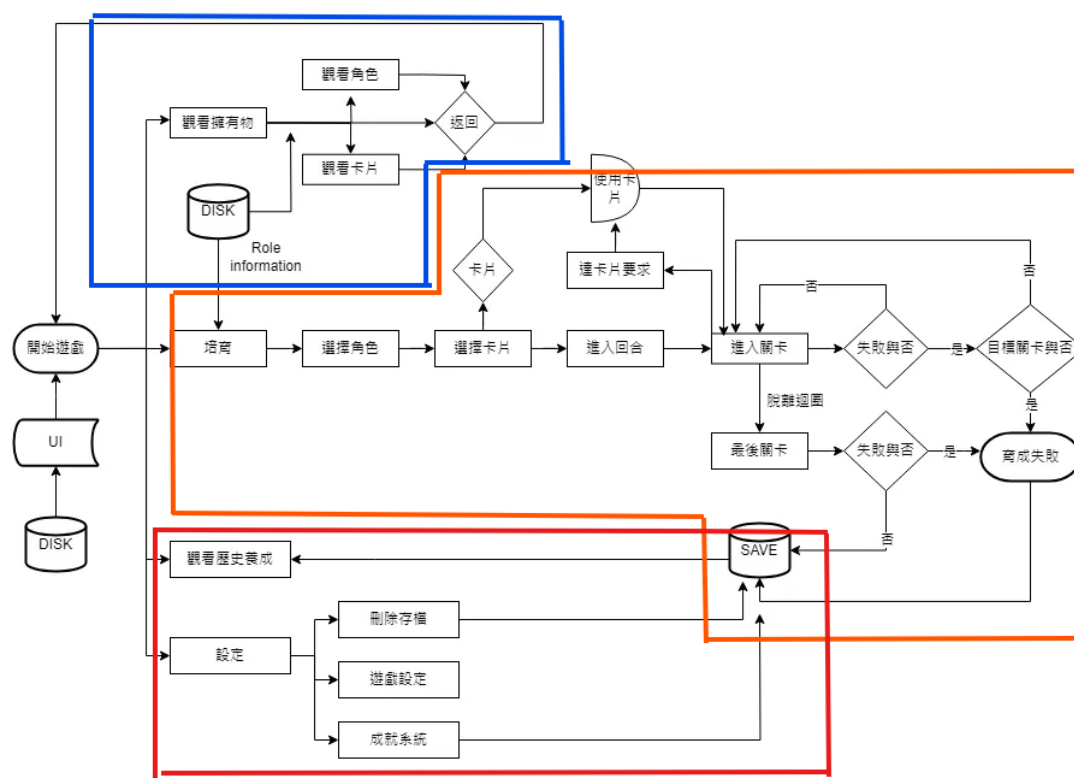 觀看角色
觀看擁有物
返回
觀看卡片
使用卡
片
DISK
Role
information
卡片
達卡片要求
否
否
開始遊戲
培育
選擇角色
選擇卡片
進入回合
進入關卡
失敗與否
是
目標關卡與否
脫離迴圈
是
UI
最後關卡
失敗與否
是
育成失敗
DISK
否
SAVE
觀看歷史養成
刪除存檔
設定
遊戲設定
成就系統